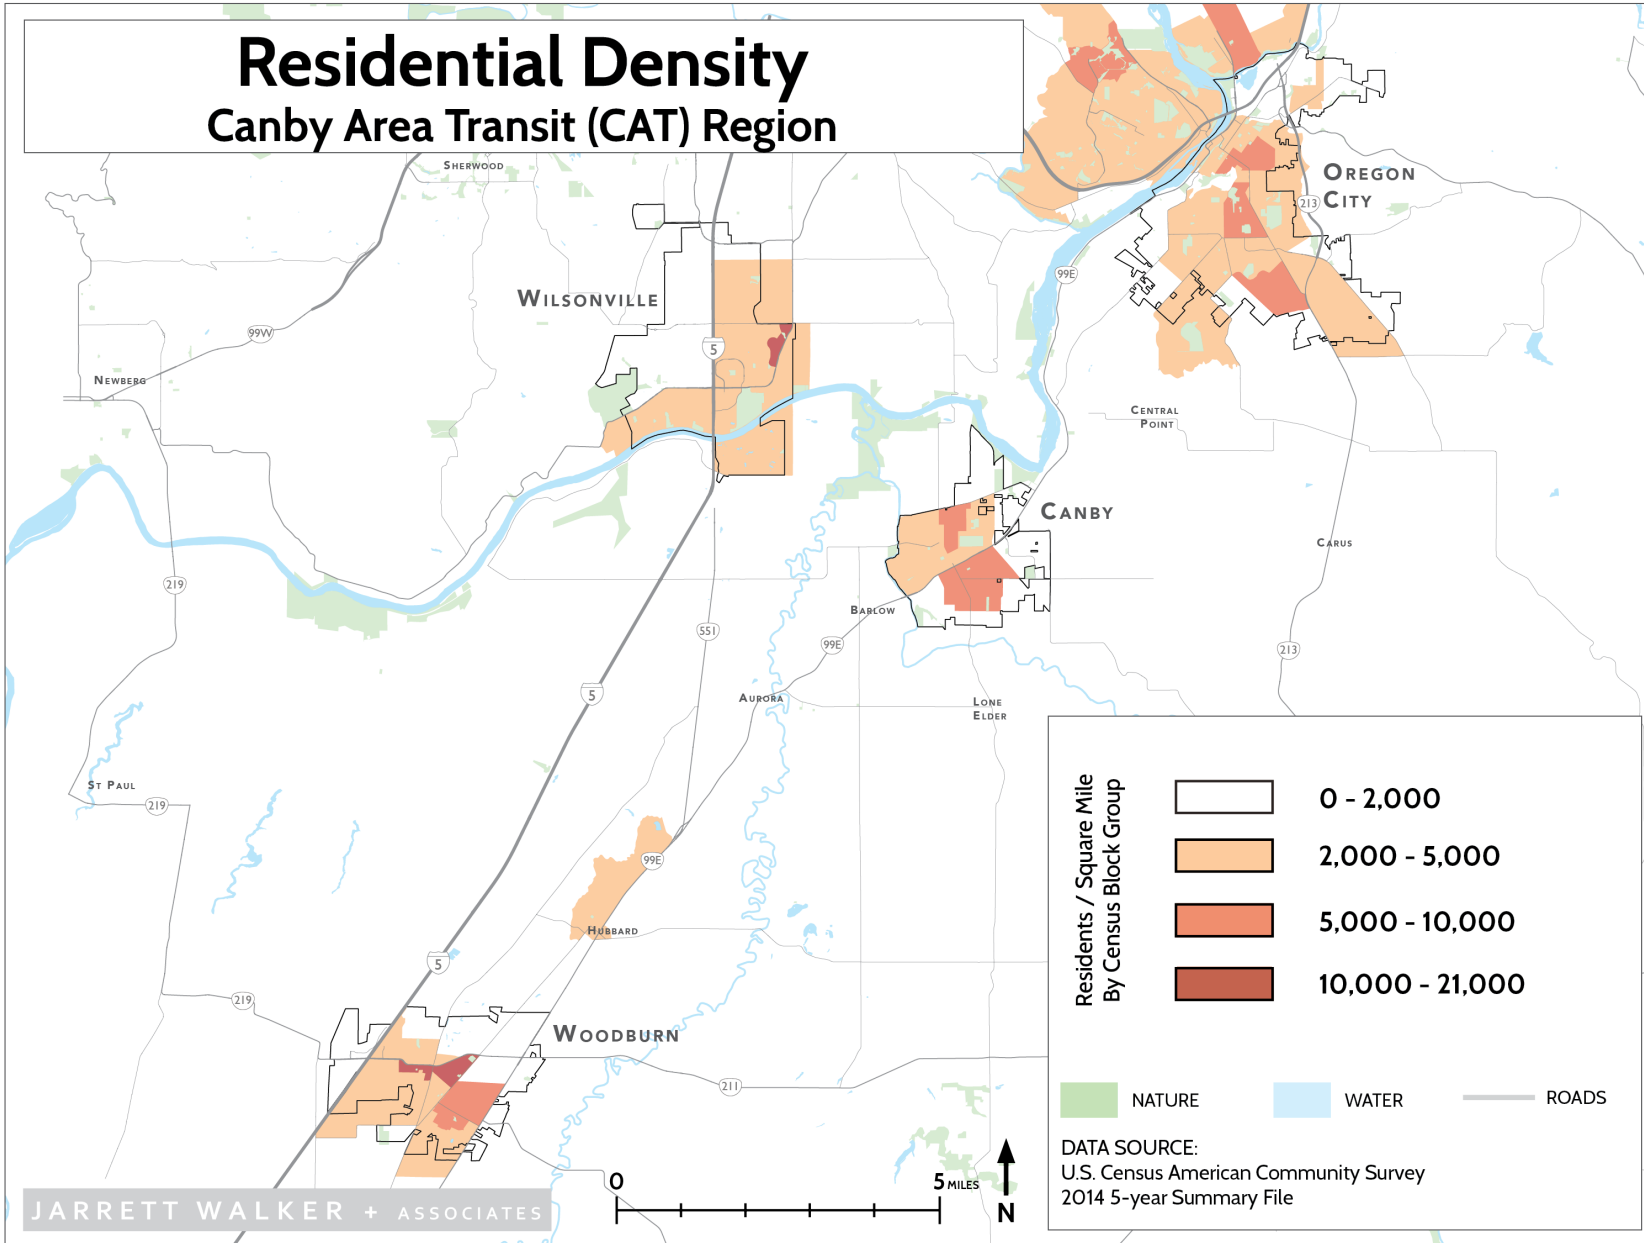 Residential Density
Canby Area Transit (CAT) Region
SHERWOOD
OREGON
CITY
213
99E
WILSONVILLE
99W
5
NEWBERG
CENTRAL
POINT
CANBY
CARUS
219
BARLOW
551
99E
213
5
AURORA
LONE
ELDER
ST PAUL
219
99E
HUBBARD
5
219
WOODBURN
211
Residents / Square Mile
By Census Block Group
0 - 2,000
2,000 - 5,000
5,000 - 10,000
10,000 - 21,000
NATURE
WATER
ROADS
DATA SOURCE:
U.S. Census American Community Survey
2014 5-year Summary File
0
5 MILES
N
JARRETT WALKER + ASSOCIATES